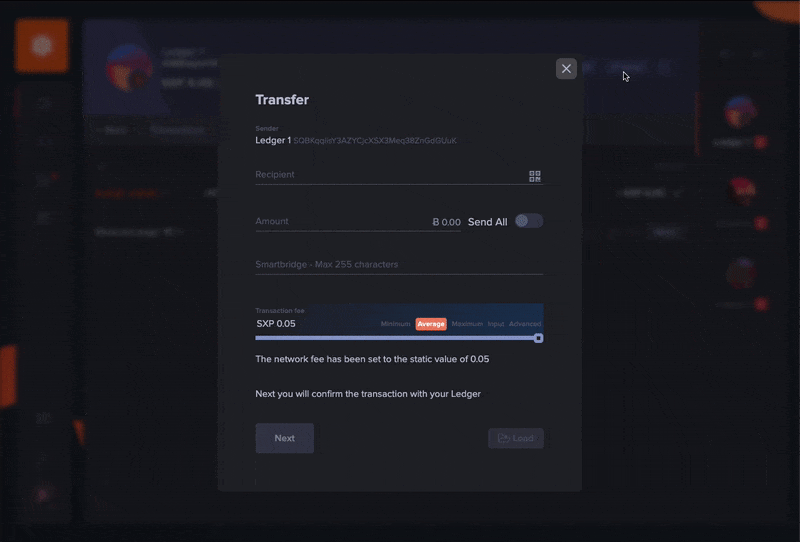 Transfer
Sender
Ledger 1
Recipient
Amount
Ƀ 0.00 Send All
Smartbridge - Max 255 characters
Transaction fee
SXP 0.05 Minimum Average Maximum Input Advanced
The network fee has been set to the static value of 0.05
Next you will confirm the transaction with your Ledger
Next Load